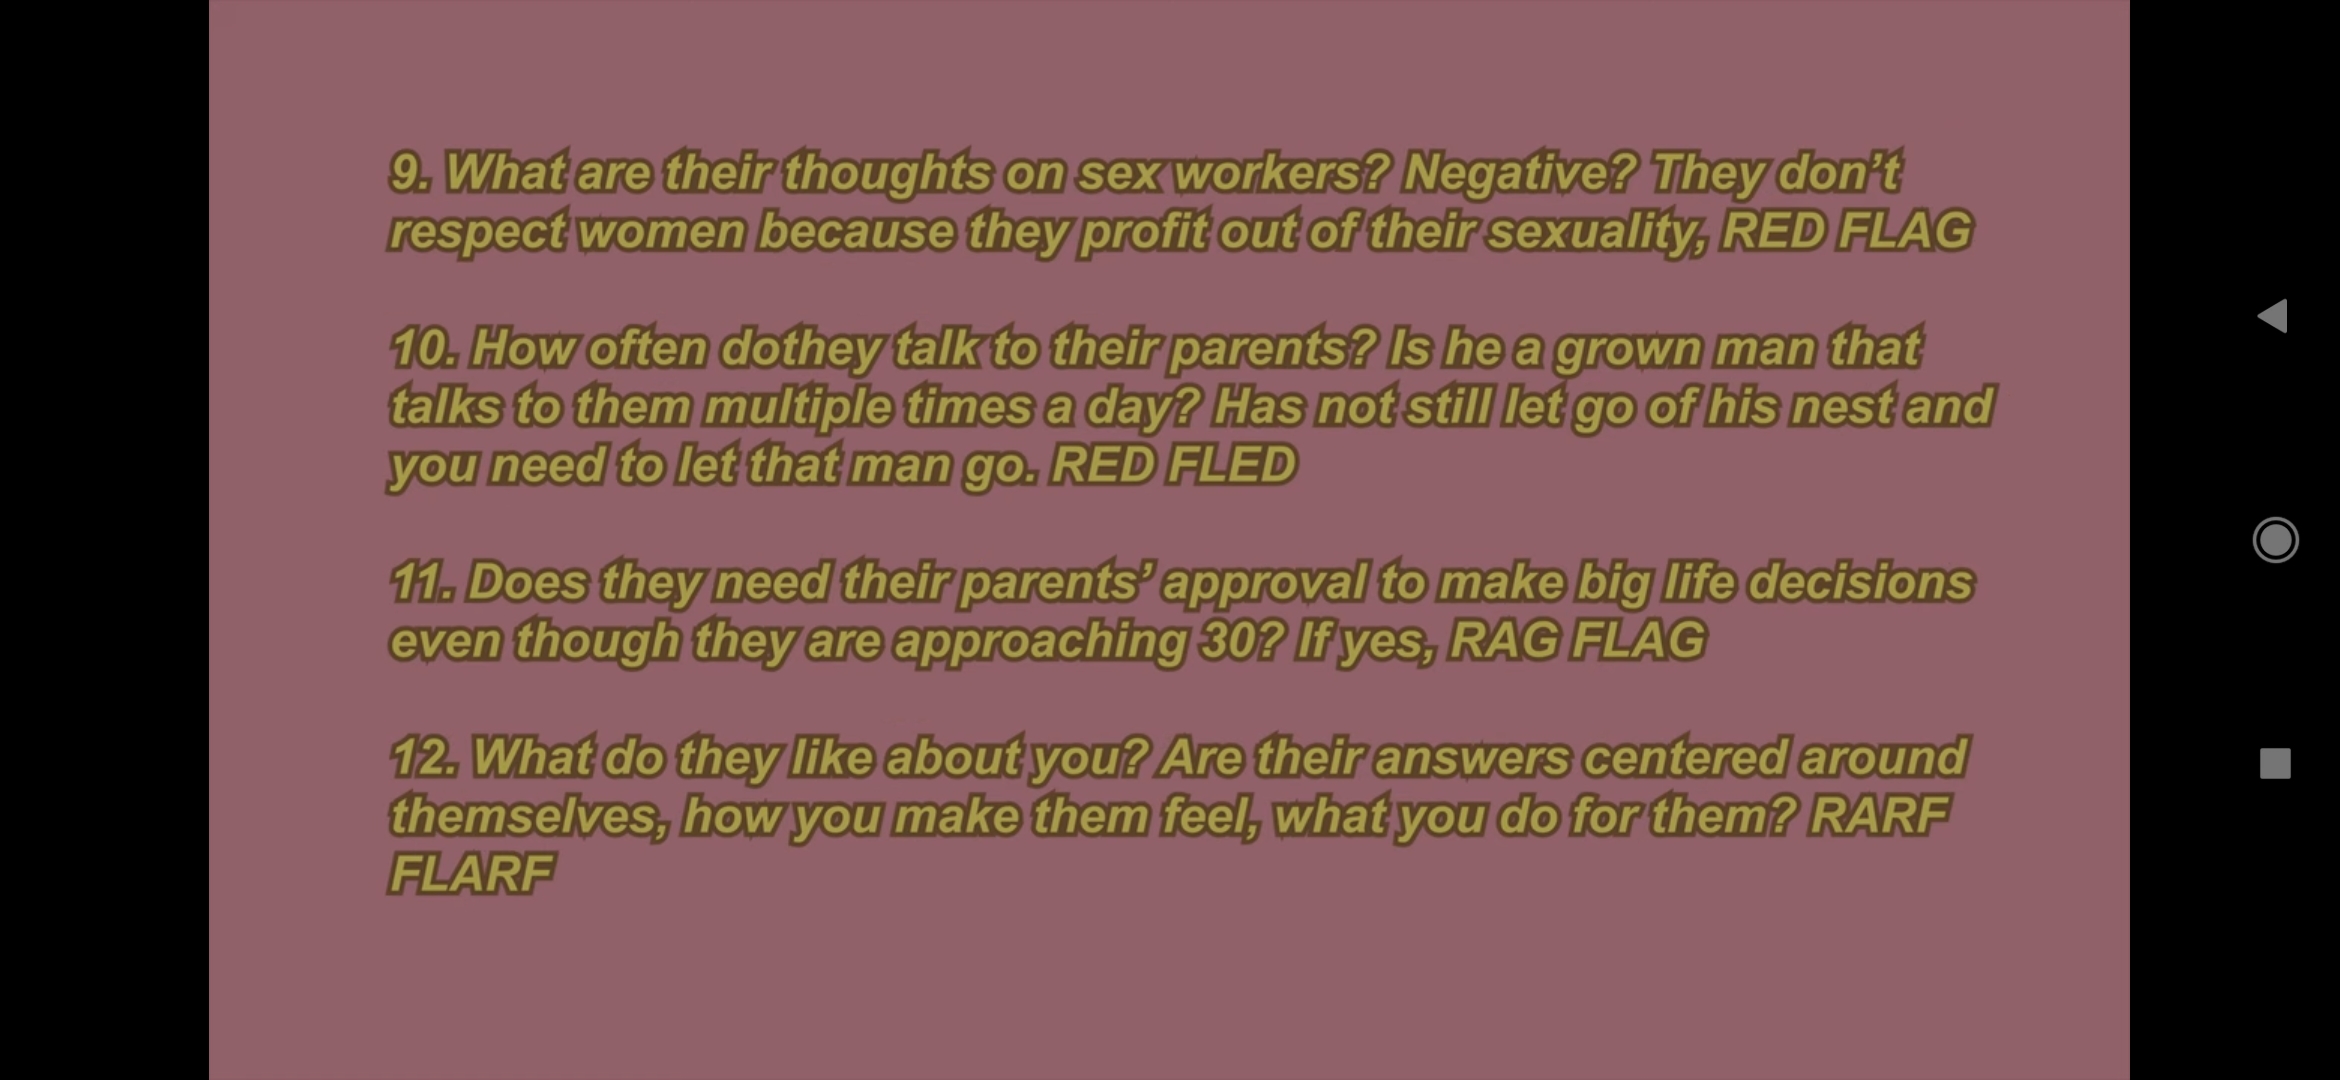 9. What are their thoughts on sex workers? Negative? They don’t
respect women because they profit out of their sexuality, RED FLAG
10. How often dothey talk to their parents? Is he a grown man that
talks to them multiple times a day? Has not still let go of his nest and
you need to let that man go. RED FLED
11. Does they need their parents’ approval to make big life decisions
even though they are approaching 30? If yes, RAG FLAG
12. What do they like about you? Are their answers centered around
themselves, how you make them feel, what you do for them? RARF
FLARF